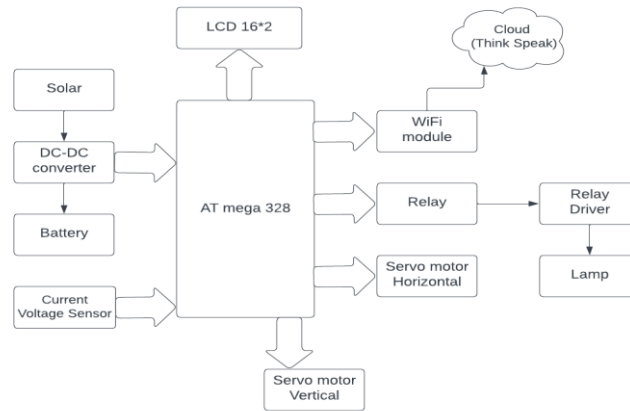 LCD 16*2
Cloud
(Think Speak)
Solar
WiFi
module
DC-DC
converter
AT mega 328
Relay
Relay
Driver
Battery
Servo motor
Horizontal
Lamp
Current
Voltage Sensor
Servo motor
Vertical